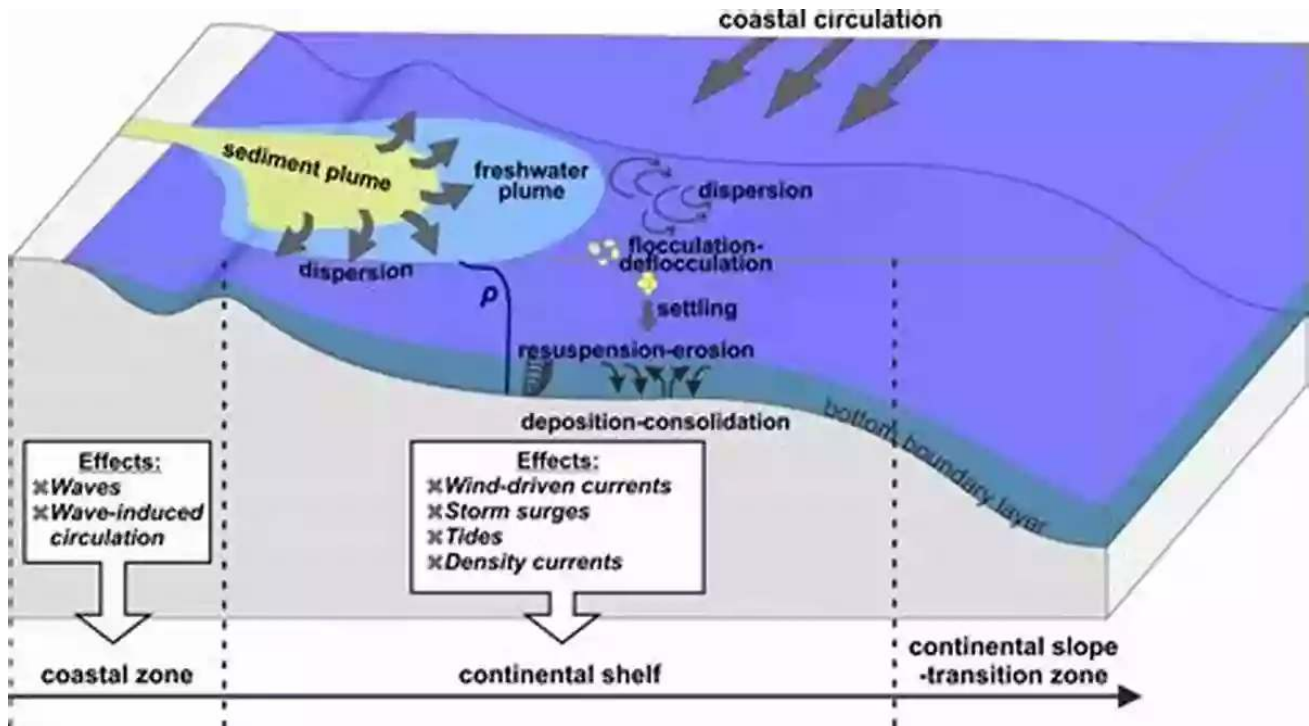 coastal circulation
sediment plume
freshwater
plume
dispersion
dispersion
flocculation-
deflocculation
ρ
settling
resuspension-erosion
deposition-consolidation
bottom boundary layer
Effects:
⌘Waves
⌘Wave-induced
circulation
Effects:
⌘Wind-driven currents
⌘Storm surges
⌘Tides
⌘Density currents
coastal zone
continental shelf
continental slope
-transition zone